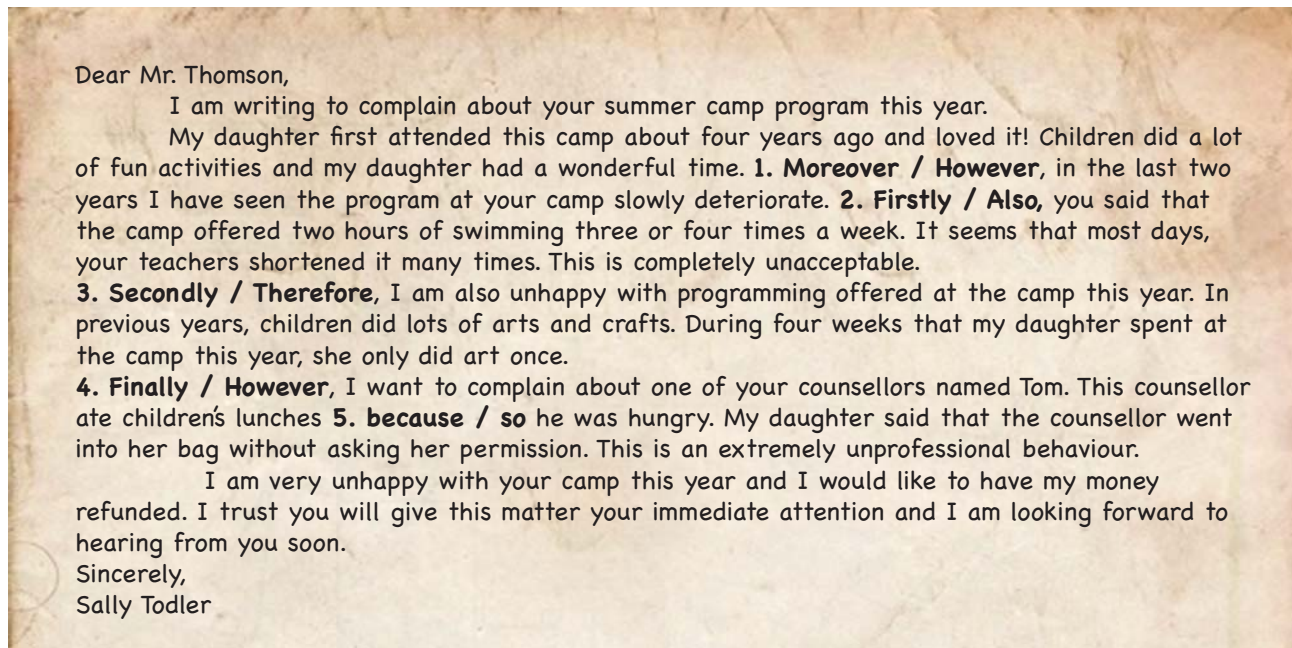 Dear Mr. Thomson,
I am writing to complain about your summer camp program this year.
My daughter first attended this camp about four years ago and loved it! Children did a lot
of fun activities and my daughter had a wonderful time. 1. Moreover / However, in the last two
years I have seen the program at your camp slowly deteriorate. 2. Firstly / Also, you said that
the camp offered two hours of swimming three or four times a week. It seems that most days,
your teachers shortened it many times. This is completely unacceptable.
3. Secondly / Therefore, I am also unhappy with programming offered at the camp this year. In
previous years, children did lots of arts and crafts. During four weeks that my daughter spent at
the camp this year, she only did art once.
4. Finally / However, I want to complain about one of your counsellors named Tom. This counsellor
ate children's lunches 5. because / so he was hungry. My daughter said that the counsellor went
into her bag without asking her permission. This is an extremely unprofessional behaviour.
I am very unhappy with your camp this year and I would like to have my money
refunded. I trust you will give this matter your immediate attention and I am looking forward to
hearing from you soon.
Sincerely,
Sally Todler